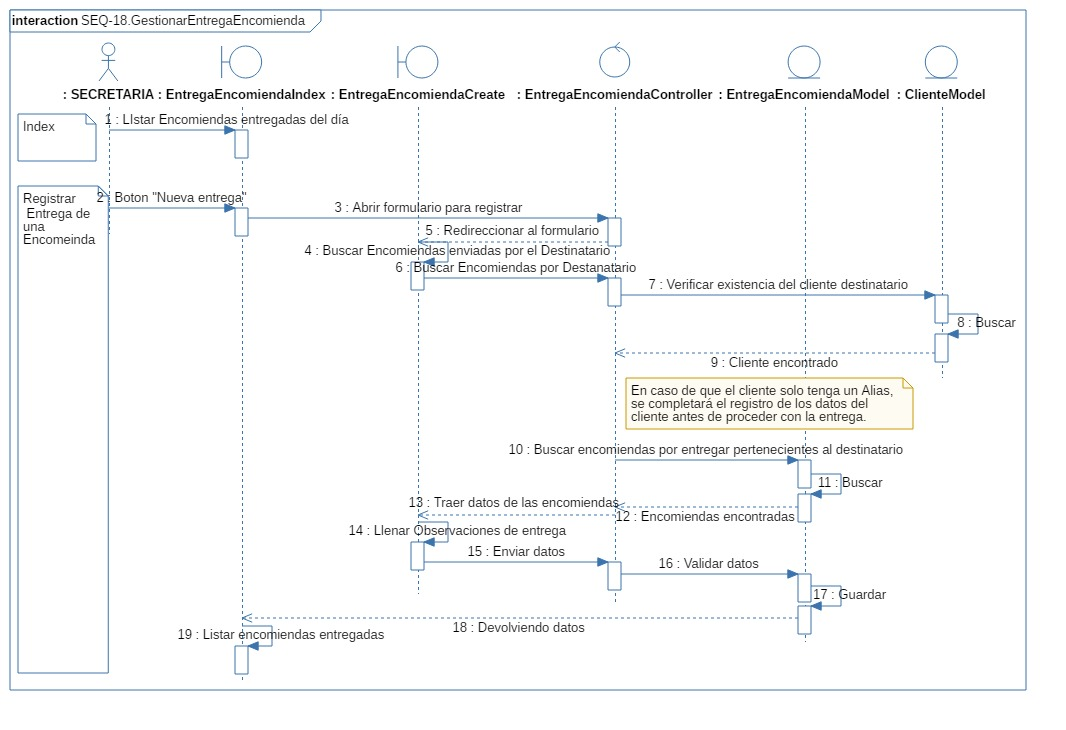 interaction SEQ-18.GestionarEntregaEncomienda
: SECRETARIA : EntregaEncomiendaIndex : EntregaEncomiendaCreate : EntregaEncomiendaController : EntregaEncomiendaModel : ClienteModel
Index
1 : LIstar Encomiendas entregadas del día
Registrar
Entrega de
una
Encomeinda
2 : Boton "Nueva entrega"
3 : Abrir formulario para registrar
5 : Redireccionar al formulario
4 : Buscar Encomiendas enviadas por el Destinatario
6 : Buscar Encomiendas por Destanatario
7 : Verificar existencia del cliente destinatario
8 : Buscar
9 : Cliente encontrado
En caso de que el cliente solo tenga un Alias,
se completará el registro de los datos del
cliente antes de proceder con la entrega.
10 : Buscar encomiendas por entregar pertenecientes al destinatario
11 : Buscar
13 : Traer datos de las encomiendas
12 : Encomiendas encontradas
14 : Llenar Observaciones de entrega
15 : Enviar datos
16 : Validar datos
17 : Guardar
18 : Devolviendo datos
19 : Listar encomiendas entregadas